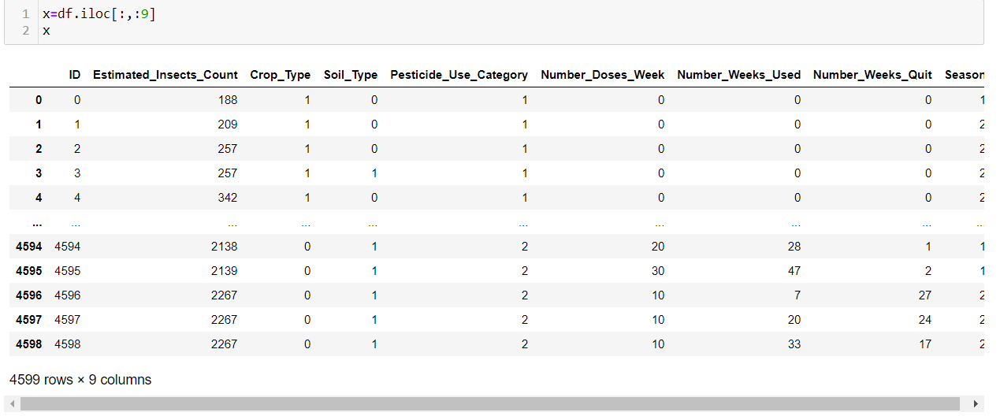 1 x=df.iloc[:,:9]
2 x
ID Estimated_Insects_Count Crop_Type Soil_Type Pesticide_Use_Category Number_Doses_Week Number_Weeks_Used Number_Weeks_Quit Season
0 0 188 1 0 1 0 0 0 1
1 1 209 1 0 1 0 0 0 2
2 2 257 1 0 1 0 0 0 2
3 3 257 1 1 1 0 0 0 2
4 4 342 1 0 1 0 0 0 2
... ... ... ... ... ... ... ... ... ...
4594 4594 2138 0 1 2 20 28 1 1
4595 4595 2139 0 1 2 30 47 2 1
4596 4596 2267 0 1 2 10 7 27 2
4597 4597 2267 0 1 2 10 20 24 2
4598 4598 2267 0 1 2 10 33 17 2
4599 rows × 9 columns